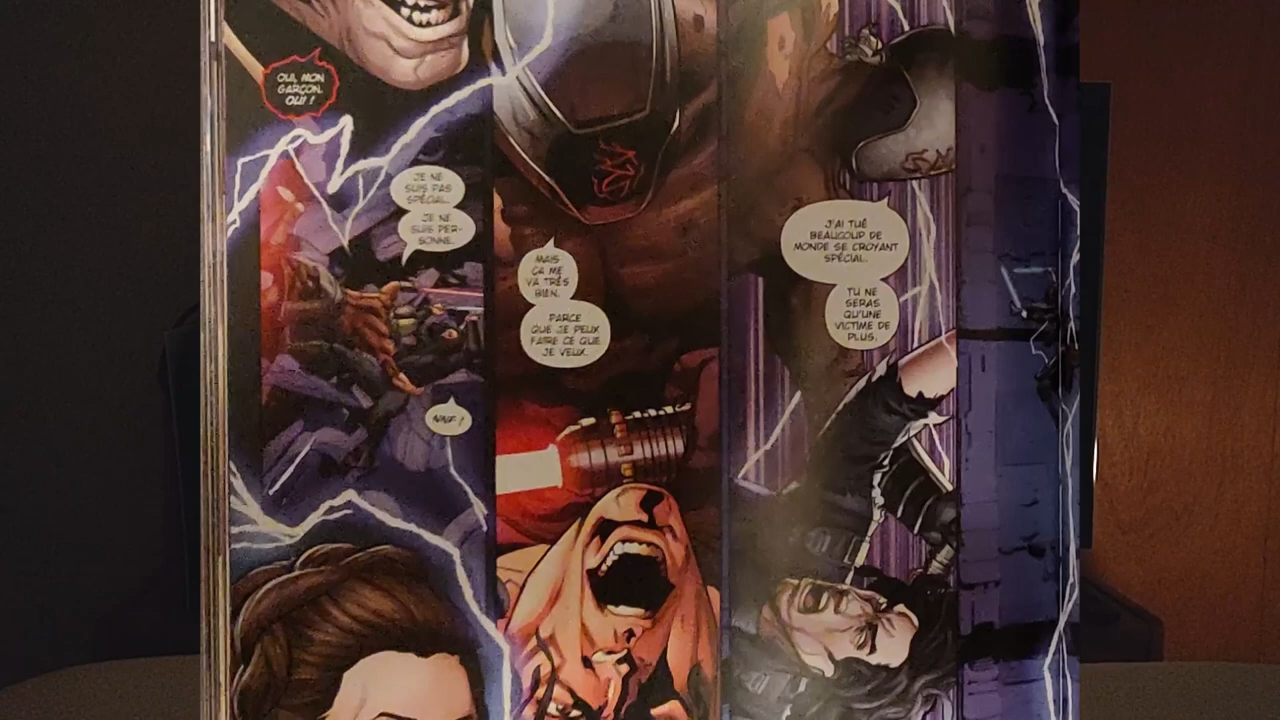 OUI, MON
GARÇON.
OUI !
JE NE
SUIS PAS
SPÉCIAL.
JE NE
SUIS PER-
SONNE.
NAÏF !
MAIS
ÇA ME
VA TRÈS
BIEN.
PARCE
QUE JE PEUX
FAIRE CE QUE
JE VEUX.
J'AI TUÉ
BEAUCOUP DE
MONDE SE CROYANT
SPÉCIAL.
TU NE
SERAS
QU'UNE
VICTIME DE
PLUS.